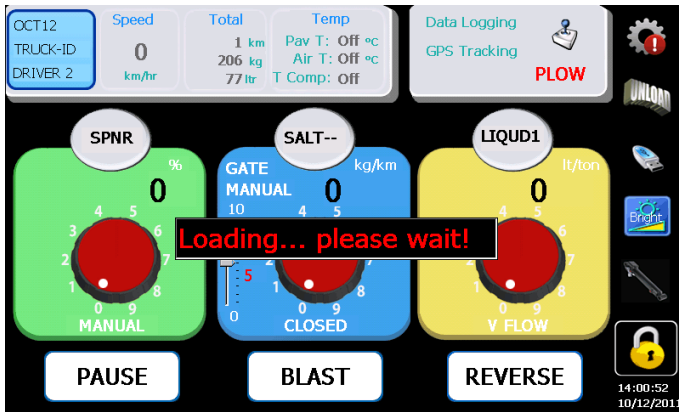 OCT12
TRUCK-ID
DRIVER 2
Speed
0
km/hr
Total
1 km
206 kg
77 ltr
Temp
Pav T: Off ºC
Air T: Off ºC
T Comp: Off
Data Logging
GPS Tracking
PLOW
UNLOAD
SPNR
%
0
0 1 2 3 4 5 6 7 8 9
MANUAL
SALT--
GATE
MANUAL
kg/km
0
10
5
0
4 5
2
1 8
0 9
CLOSED
LIQUD1
lt/ton
0
4 5
7
1 8
0 9
V FLOW
Loading... please wait!
Bright
PAUSE
BLAST
REVERSE
14:00:52
10/12/2011